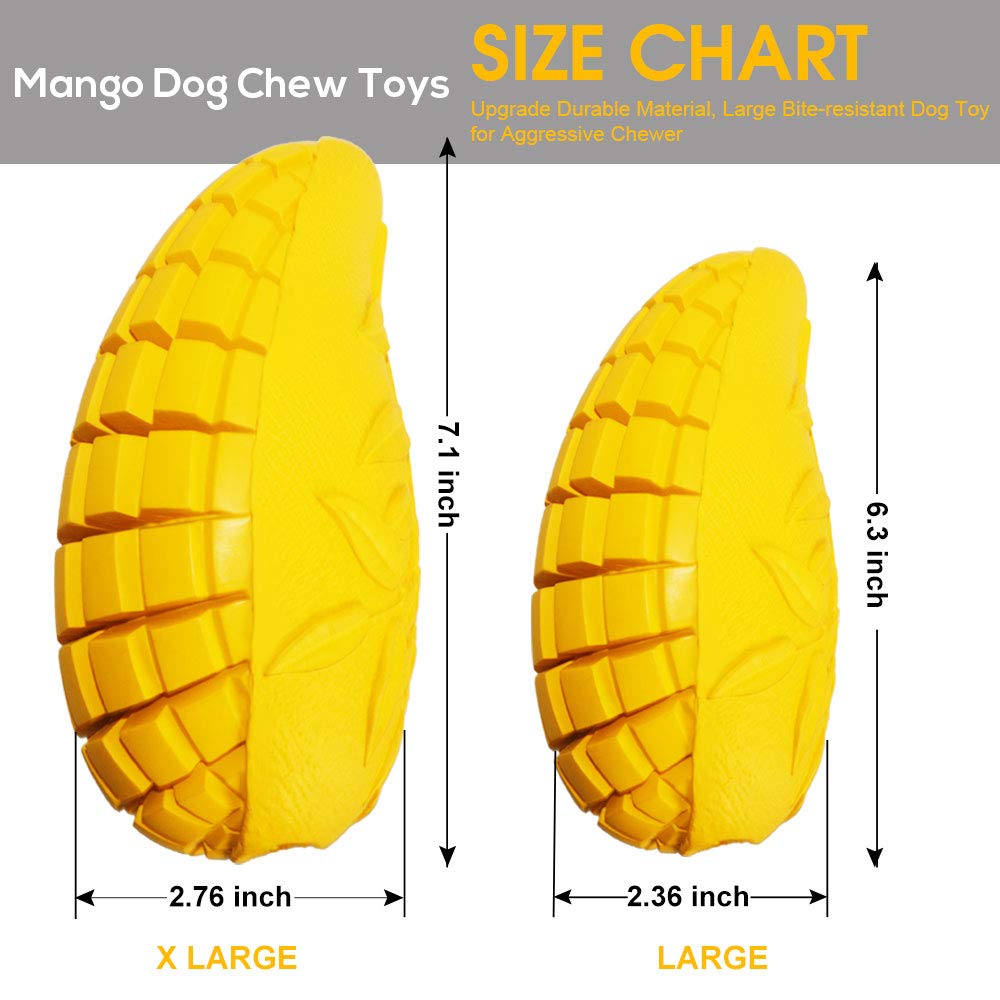 Mango Dog Chew Toys
SIZE CHART
Upgrade Durable Material, Large Bite-resistant Dog Toy
for Aggressive Chewer
7.1 inch
6.3 inch
2.76 inch
2.36 inch
X LARGE
LARGE